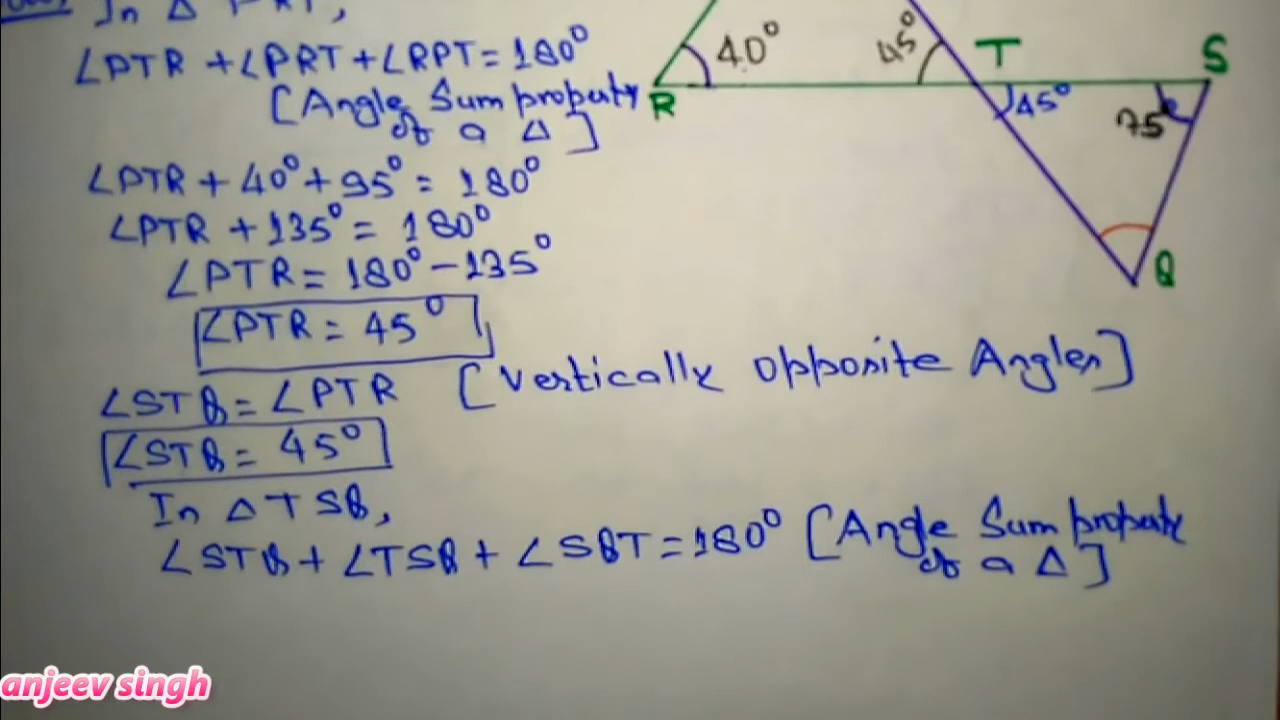 In Δ PRT,
∠PTR + ∠PRT + ∠RPT = 180°
[Angle Sum property
of a Δ]
∠PTR + 40° + 95° = 180°
∠PTR + 135° = 180°
∠PTR = 180° - 135°
∠PTR = 45°
∠STQ = ∠PTR [Vertically opposite Angles]
∠STQ = 45°
In Δ TSQ,
∠STQ + ∠TSQ + ∠SQT = 180° [Angle Sum property
of a Δ]
40° 45° T S
R 45° 75°
Q
anjeev singh